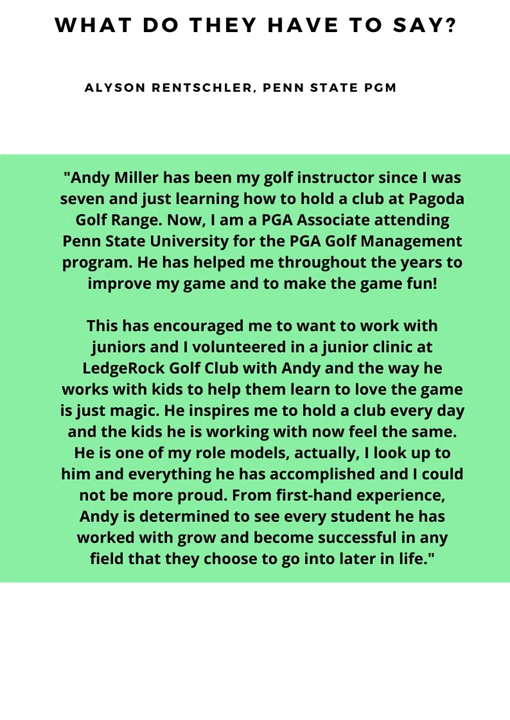 WHAT DO THEY HAVE TO SAY?
ALYSON RENTSCHLER, PENN STATE PGM
"Andy Miller has been my golf instructor since I was
seven and just learning how to hold a club at Pagoda
Golf Range. Now, I am a PGA Associate attending
Penn State University for the PGA Golf Management
program. He has helped me throughout the years to
improve my game and to make the game fun!
This has encouraged me to want to work with
juniors and I volunteered in a junior clinic at
LedgeRock Golf Club with Andy and the way he
works with kids to help them learn to love the game
is just magic. He inspires me to hold a club every day
and the kids he is working with now feel the same.
He is one of my role models, actually, I look up to
him and everything he has accomplished and I could
not be more proud. From first-hand experience,
Andy is determined to see every student he has
worked with grow and become successful in any
field that they choose to go into later in life."